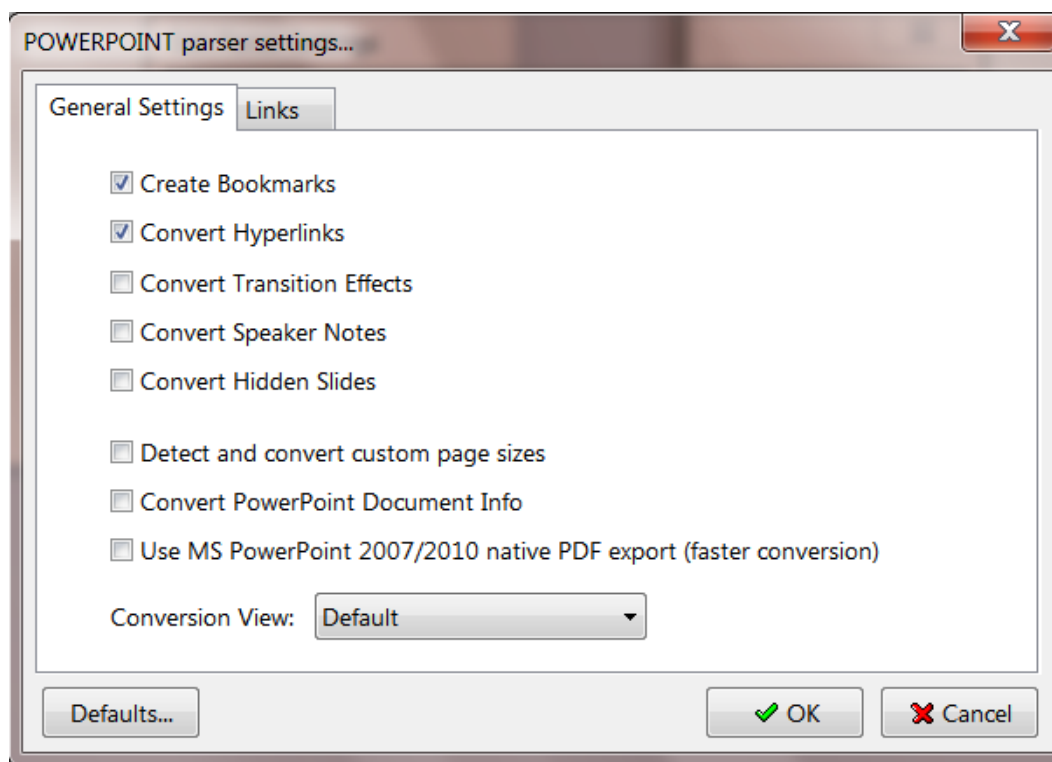 POWERPOINT parser settings...
General Settings
Links
Create Bookmarks
Convert Hyperlinks
Convert Transition Effects
Convert Speaker Notes
Convert Hidden Slides
Detect and convert custom page sizes
Convert PowerPoint Document Info
Use MS PowerPoint 2007/2010 native PDF export (faster conversion)
Conversion View: Default
Defaults... OK Cancel